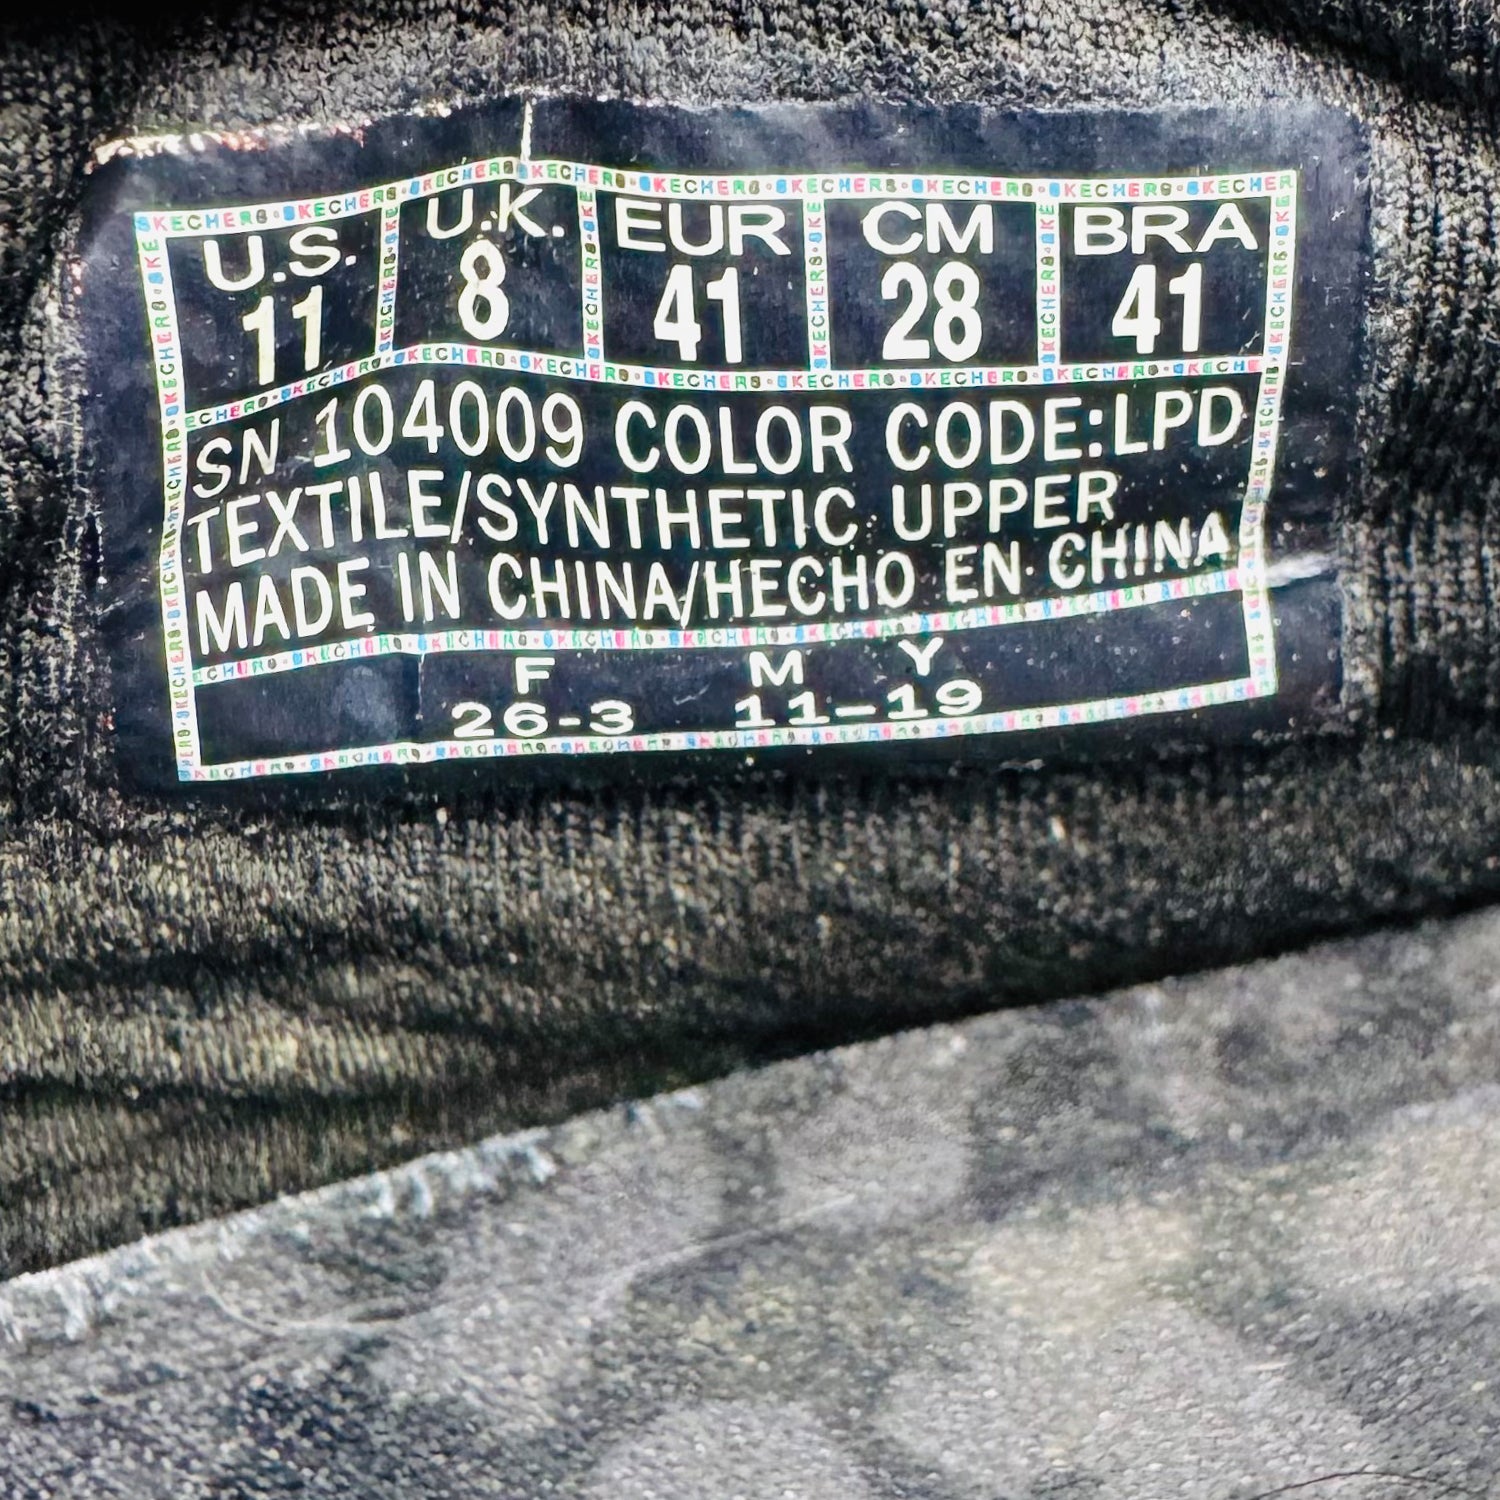 SKECHERS
U.S. U.K. EUR CM BRA
11 8 41 28 41
SN 104009 COLOR CODE:LPD
TEXTILE/SYNTHETIC UPPER
MADE IN CHINA/HECHO EN CHINA
F M Y
26-3 11-19